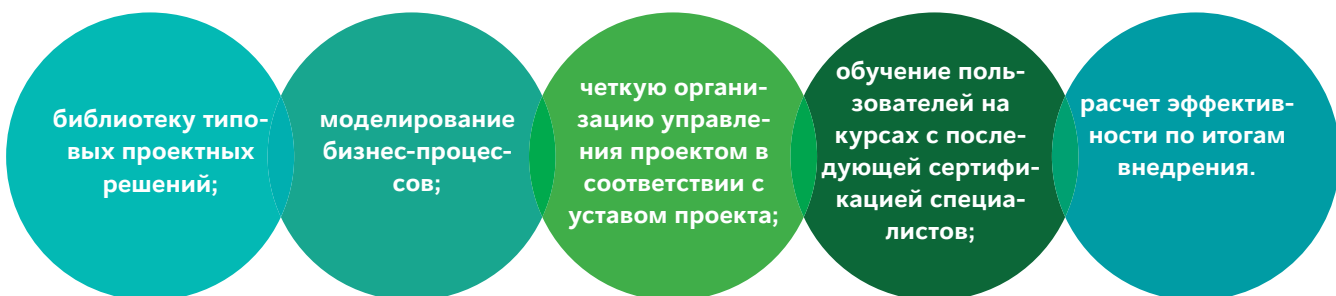 библиотеку типо-
вых проектных
решений;
моделирование
бизнес-процес-
сов;
четкую органи-
зацию управле-
ния проектом в
соответствии с
уставом проекта;
обучение поль-
зователей на
курсах с после-
дующей сертифи-
кацией специа-
листов;
расчет эффектив-
ности по итогам
внедрения.